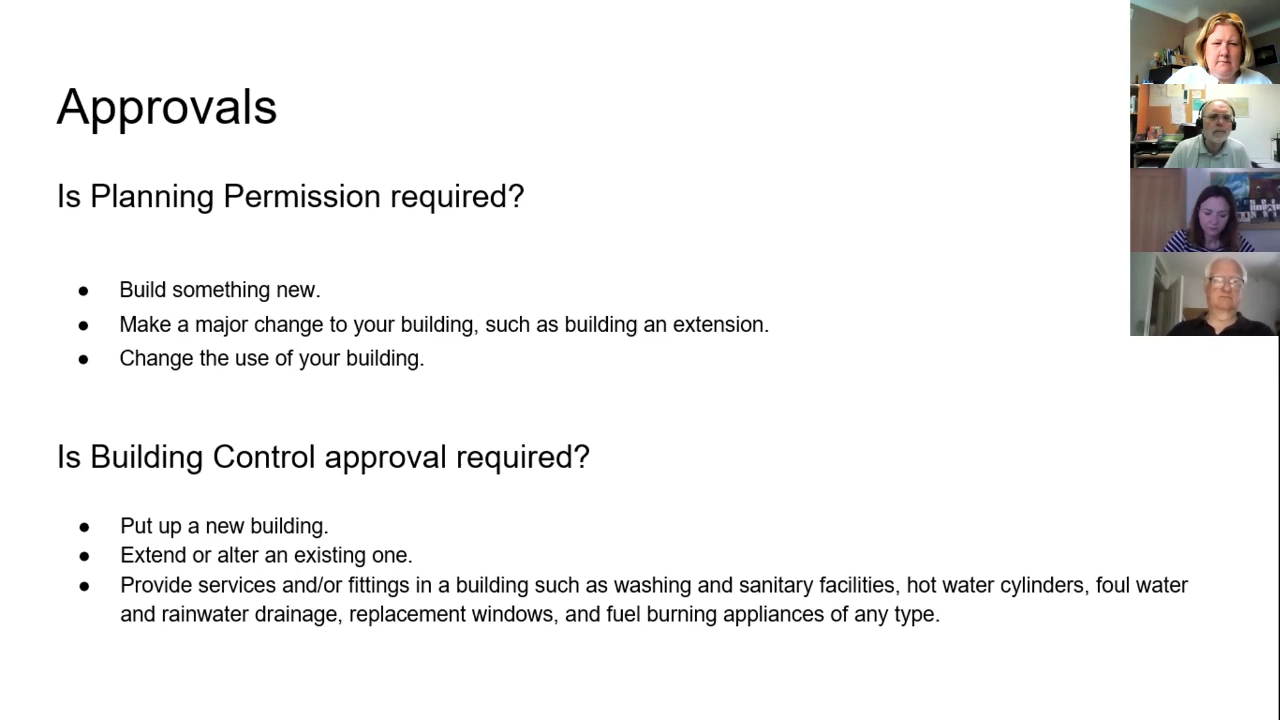 Approvals
Is Planning Permission required?
● Build something new.
● Make a major change to your building, such as building an extension.
● Change the use of your building.
Is Building Control approval required?
● Put up a new building.
● Extend or alter an existing one.
● Provide services and/or fittings in a building such as washing and sanitary facilities, hot water cylinders, foul water
and rainwater drainage, replacement windows, and fuel burning appliances of any type.